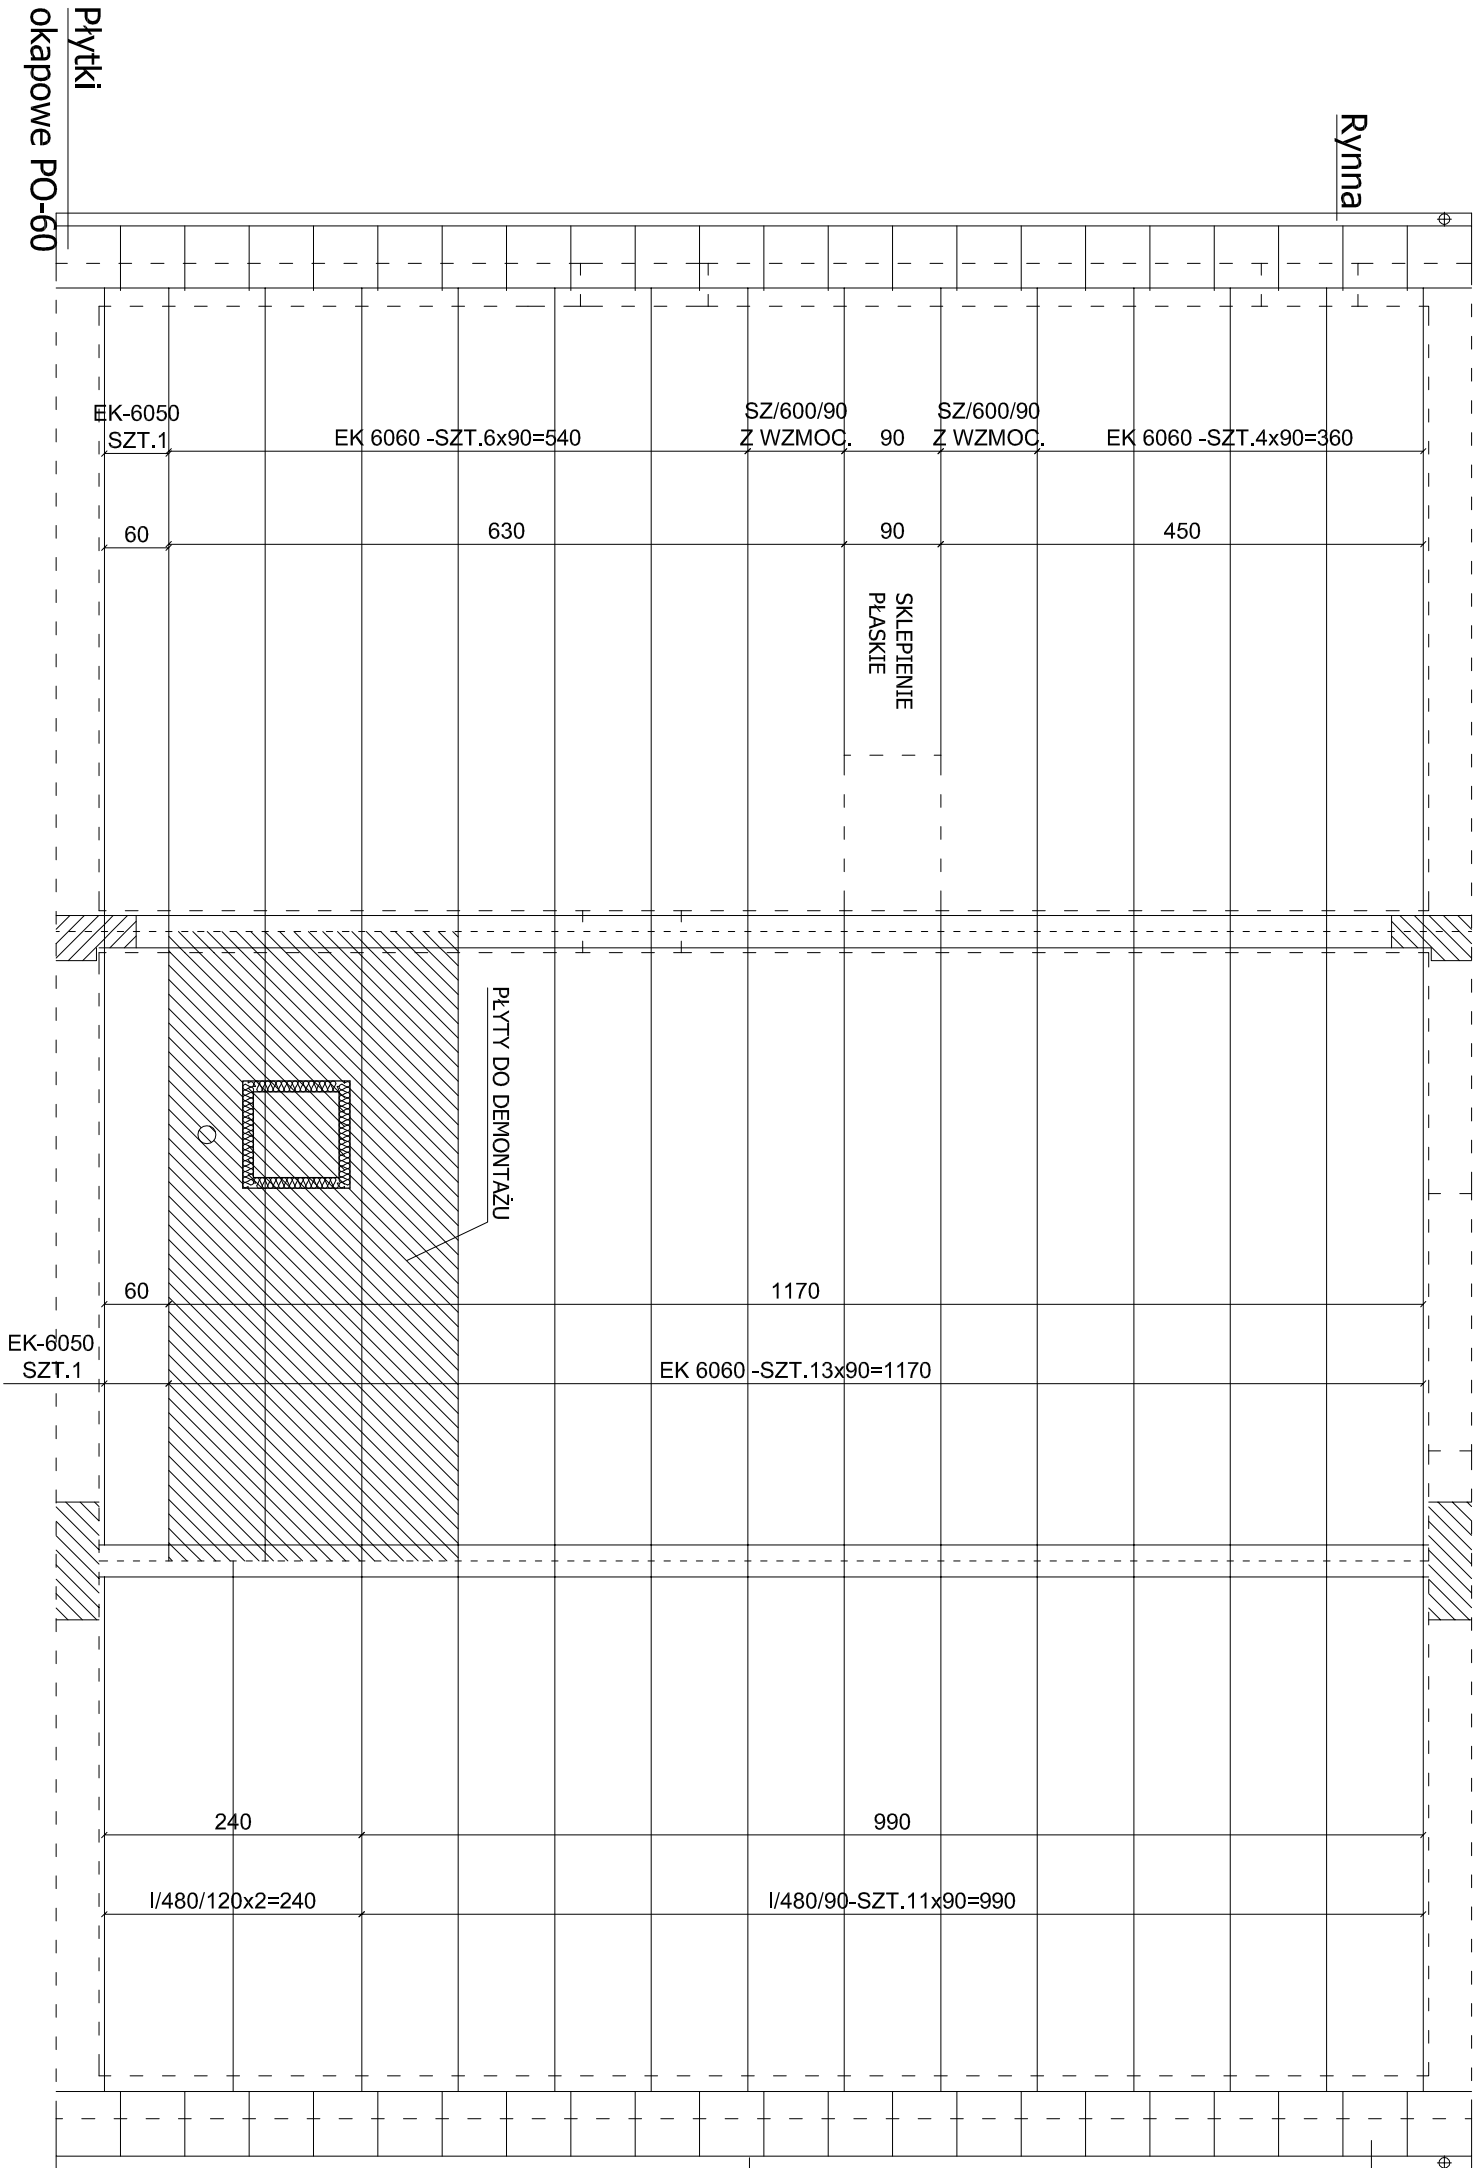 Płytki
okapowe PO-60
Rynna
EK-6050
SZT.1
EK 6060 -SZT.6x90=540
SZ/600/90
Z WZMOC.
90
SZ/600/90
Z WZMOC.
EK 6060 -SZT.4x90=360
60
630
90
450
SKLEPIENIE
PŁASKIE
PŁYTY DO DEMONTAŻU
60
1170
EK-6050
SZT.1
EK 6060 -SZT.13x90=1170
240
990
I/480/120x2=240
I/480/90-SZT.11x90=990